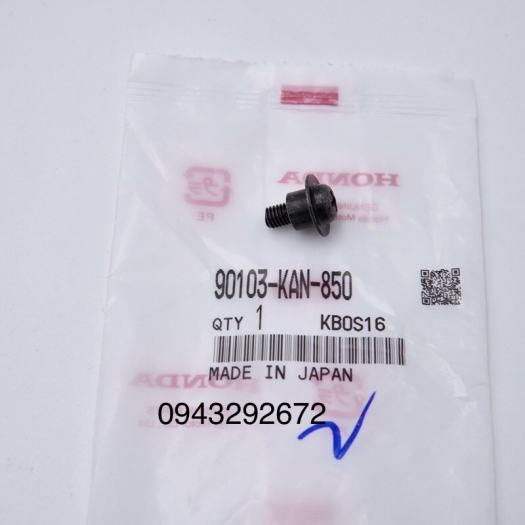 HONDA
PE
90103-KAN-850
QTY 1 KB0S16
MADE IN JAPAN
HONDA
0943292672